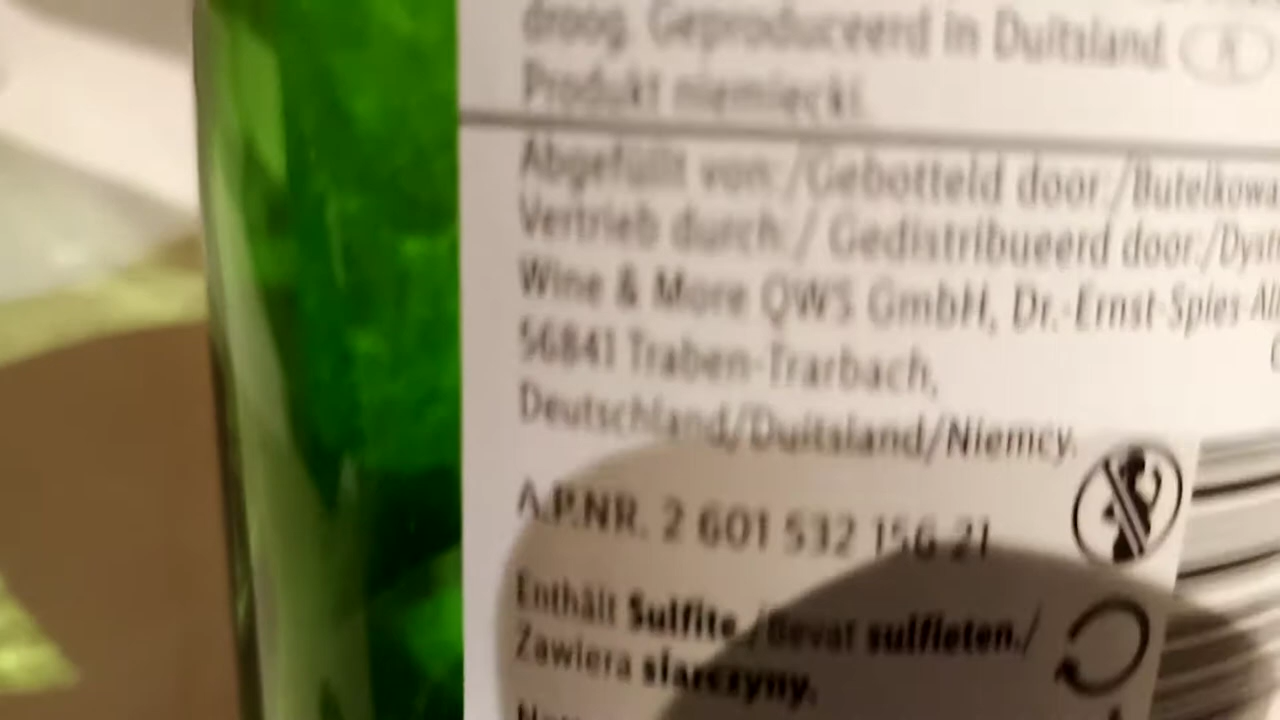 droog. Geproduceerd in Duitsland.
Produkt niemiecki.
Abgefüllt von:/Gebotteld door:/Butelkowa
Vertrieb durch:/ Gedistribueerd door:/Dyst
Wine & More QWS GmbH, Dr.-Ernst-Spies-All
56841 Traben-Trarbach,
Deutschland/Duitsland/Niemcy.
A.P.NR. 2 601 532 156 21
Enthält Sulfite./Bevat sulfieten./
Zawiera siarczyny.